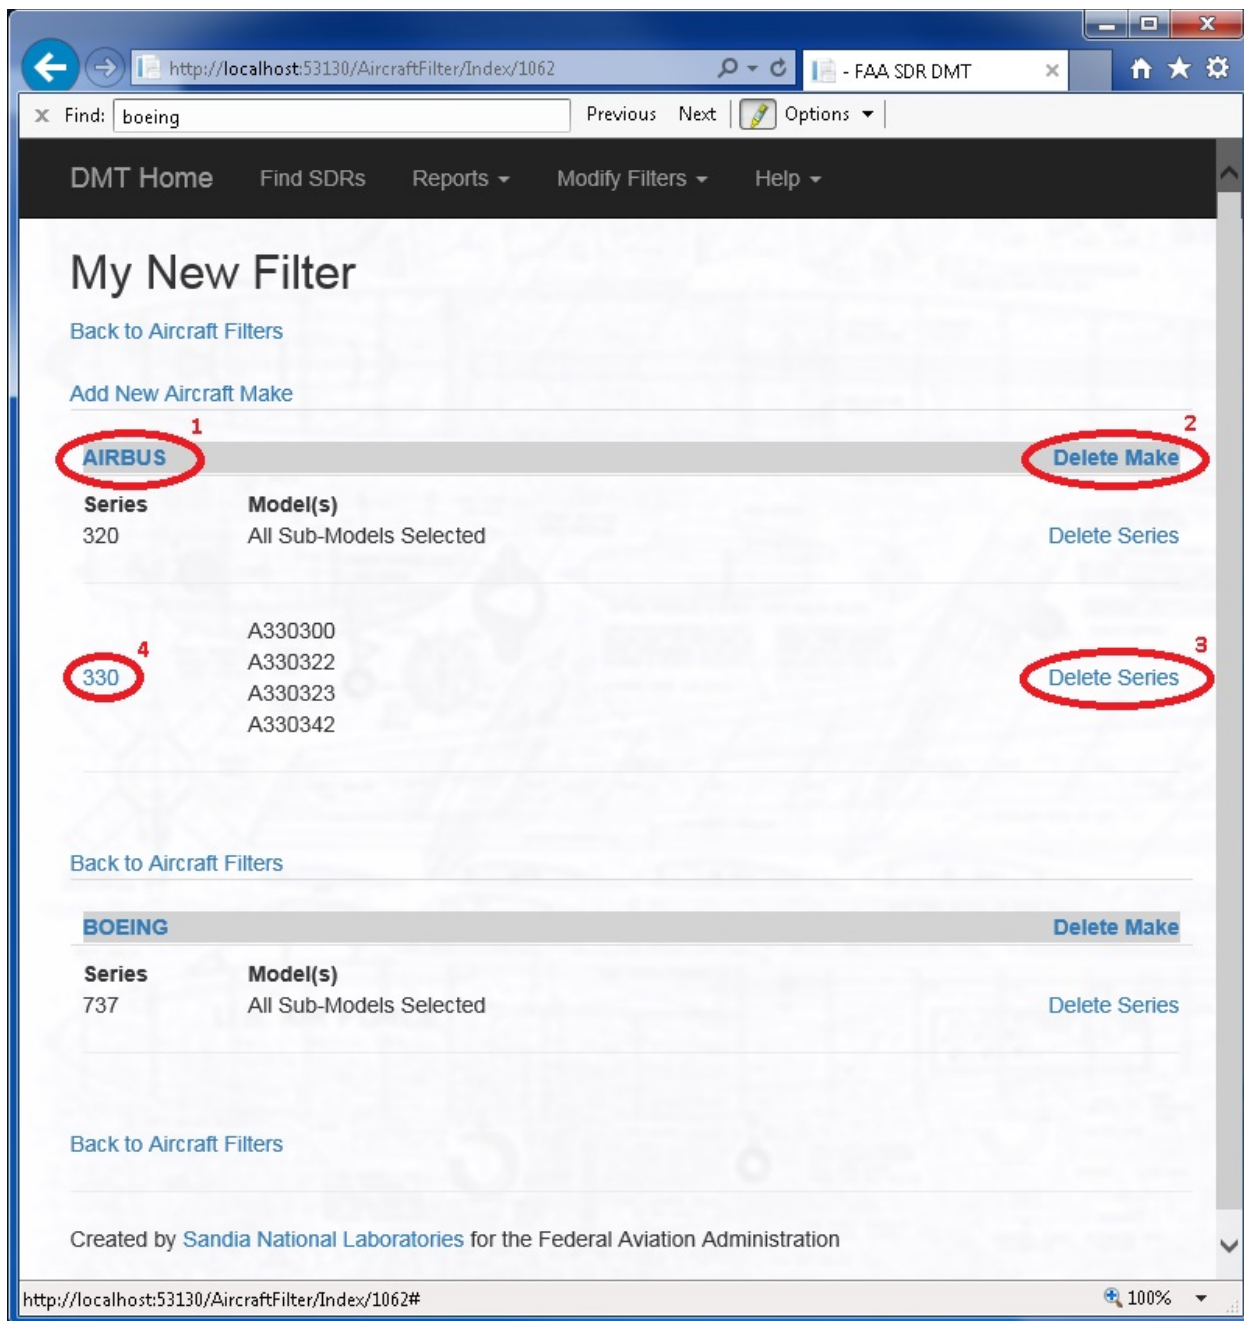 http://localhost:53130/AircraftFilter/Index/1062 - FAA SDR DMT
x Find: boeing Previous Next Options
DMT Home Find SDRs Reports Modify Filters Help
My New Filter
Back to Aircraft Filters
Add New Aircraft Make
1 2
AIRBUS Delete Make
Series Model(s)
320 All Sub-Models Selected Delete Series
A330300
4 3
A330322
330 Delete Series
A330323
A330342
Back to Aircraft Filters
BOEING Delete Make
Series Model(s)
737 All Sub-Models Selected Delete Series
Back to Aircraft Filters
Created by Sandia National Laboratories for the Federal Aviation Administration
http://localhost:53130/AircraftFilter/Index/1062# 100%